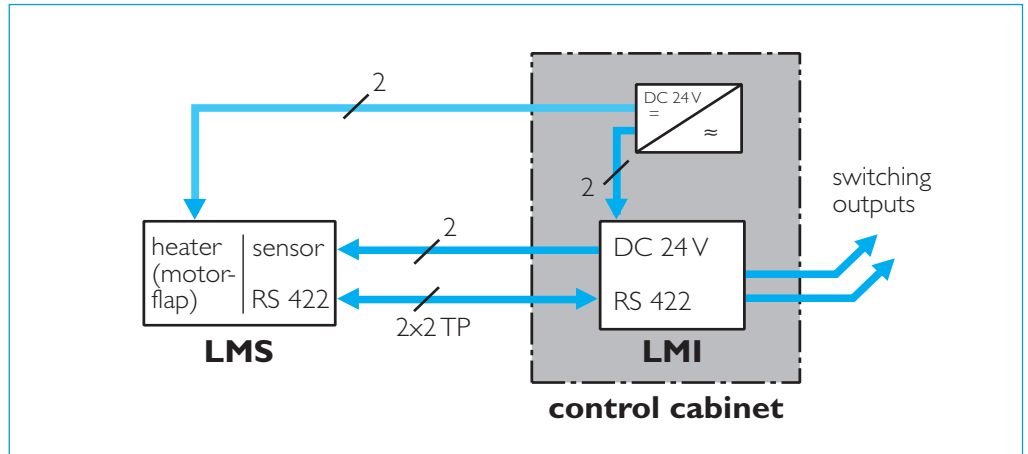 2
DC 24 V
=
≈
2
switching
outputs
heater
(motor-
flap)
sensor
RS 422
2
2x2 TP
DC 24 V
RS 422
LMS
LMI
control cabinet